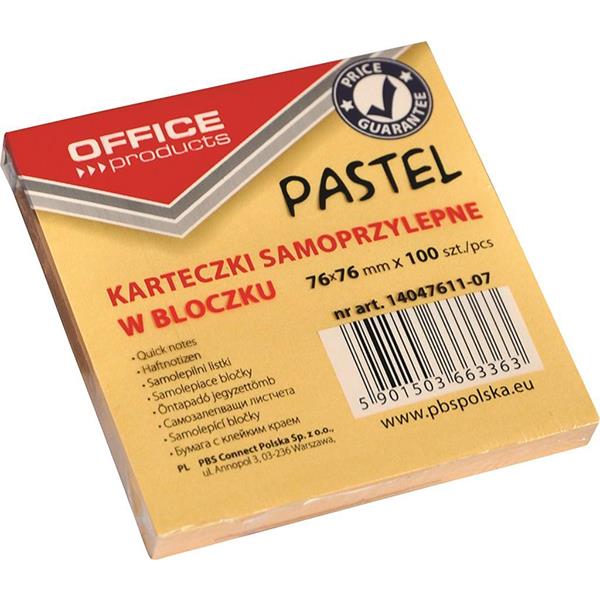 OFFICE
products
PRICE
GUARANTEE
PASTEL
KARTECZKI SAMOPRZYLEPNE
W BLOCZKU
76x76 mm x 100 szt./pcs
nr art. 14047611-07
• Quick notes
• Haftnotizen
• Samolepilni listki
• Samolepiace bločky
• Öntapadó jegyzettömb
• Самозалепващи листчета
• Samolepící bločky
• Бумага с клейким краем
PL PBS Connect Polska Sp. z o.o.,
ul. Annopol 3, 03-236 Warszawa,
5 901503 663363
www.pbspolska.eu